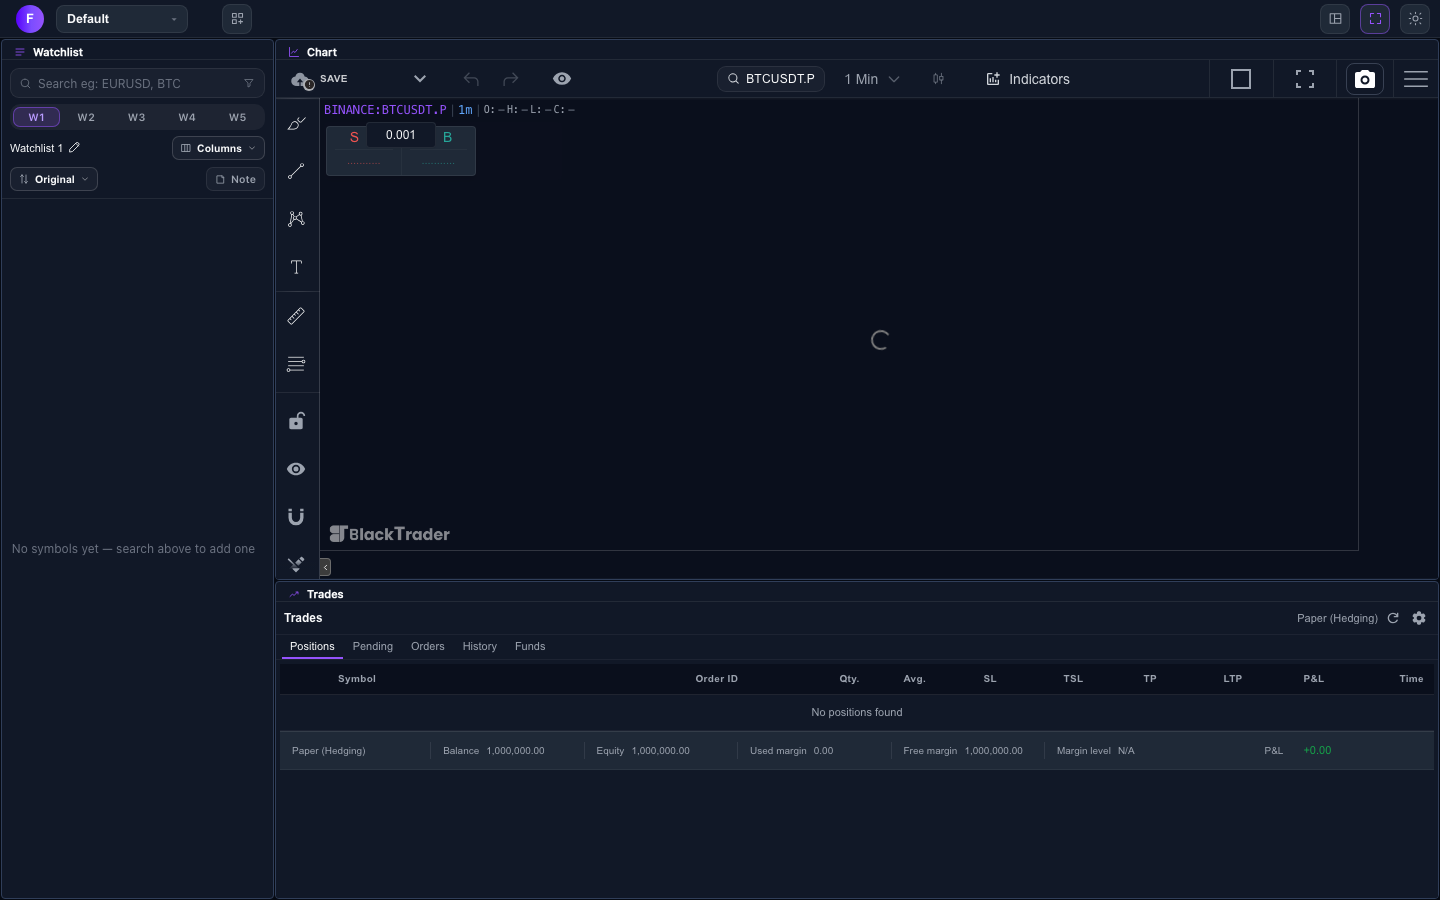 F
Default
Watchlist
Search eg: EURUSD, BTC
W1 W2 W3 W4 W5
Watchlist 1
Columns
Original
Note
No symbols yet — search above to add one
Chart
SAVE
BTCUSDT.P
1 Min
Indicators
BINANCE:BTCUSDT.P 1m O: – H: – L: – C: –
S 0.001 B
BlackTrader
Trades
Trades
Paper (Hedging)
Positions Pending Orders History Funds
Symbol Order ID Qty. Avg. SL TSL TP LTP P&L Time
No positions found
Paper (Hedging) Balance 1,000,000.00 Equity 1,000,000.00 Used margin 0.00 Free margin 1,000,000.00 Margin level N/A P&L +0.00